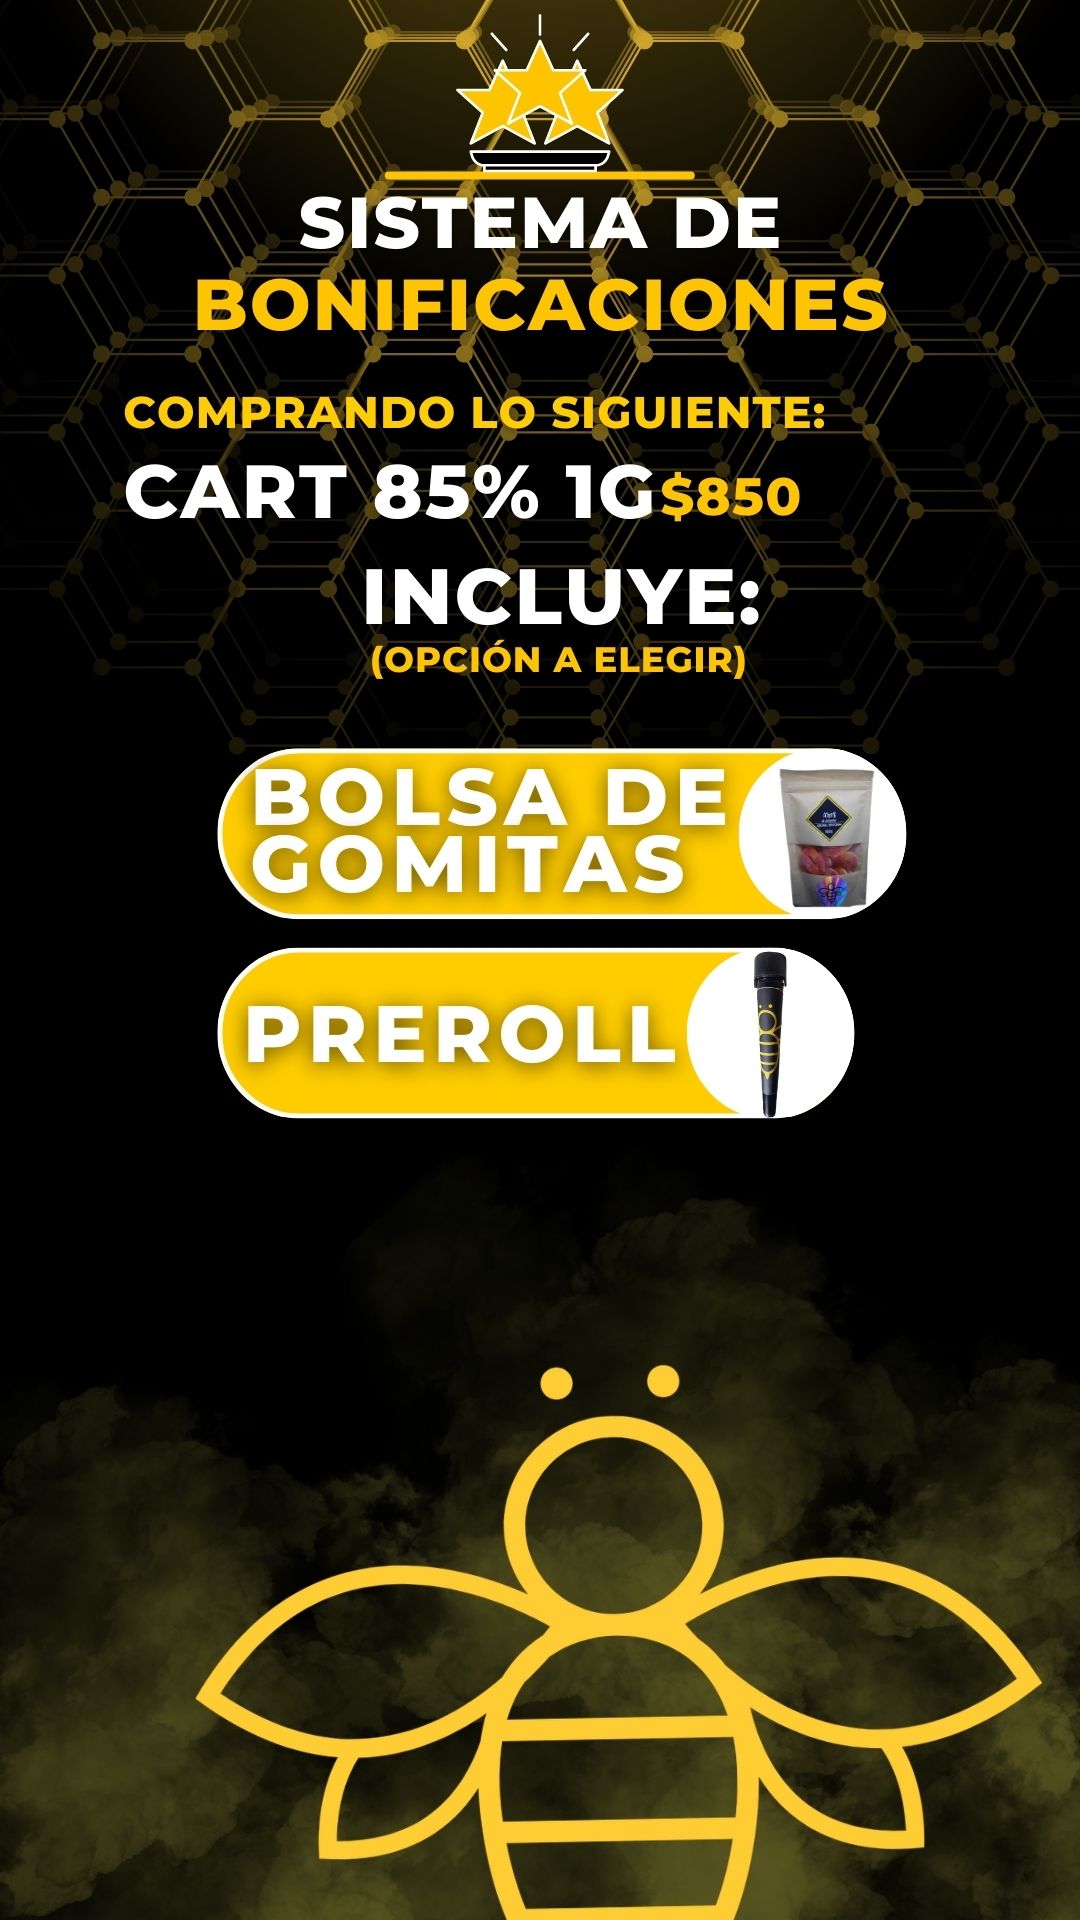 SISTEMA DE
BONIFICACIONES
COMPRANDO LO SIGUIENTE:
CART 85% 1G $850
INCLUYE:
(OPCIÓN A ELEGIR)
BOLSA DE
GOMITAS
PREROLL